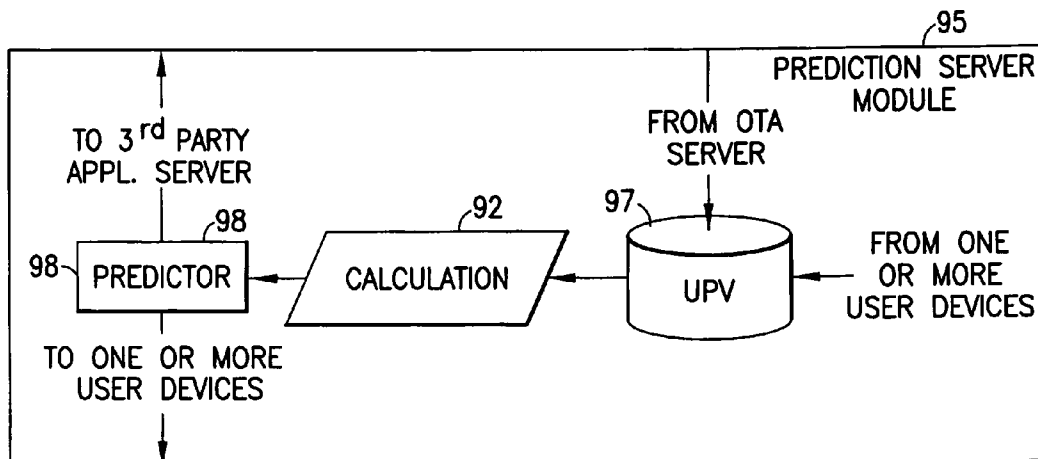 95
PREDICTION SERVER
MODULE
TO 3rd PARTY
APPL. SERVER
FROM OTA
SERVER
98
98
PREDICTOR
92
CALCULATION
97
UPV
FROM ONE
OR MORE
USER DEVICES
TO ONE OR MORE
USER DEVICES